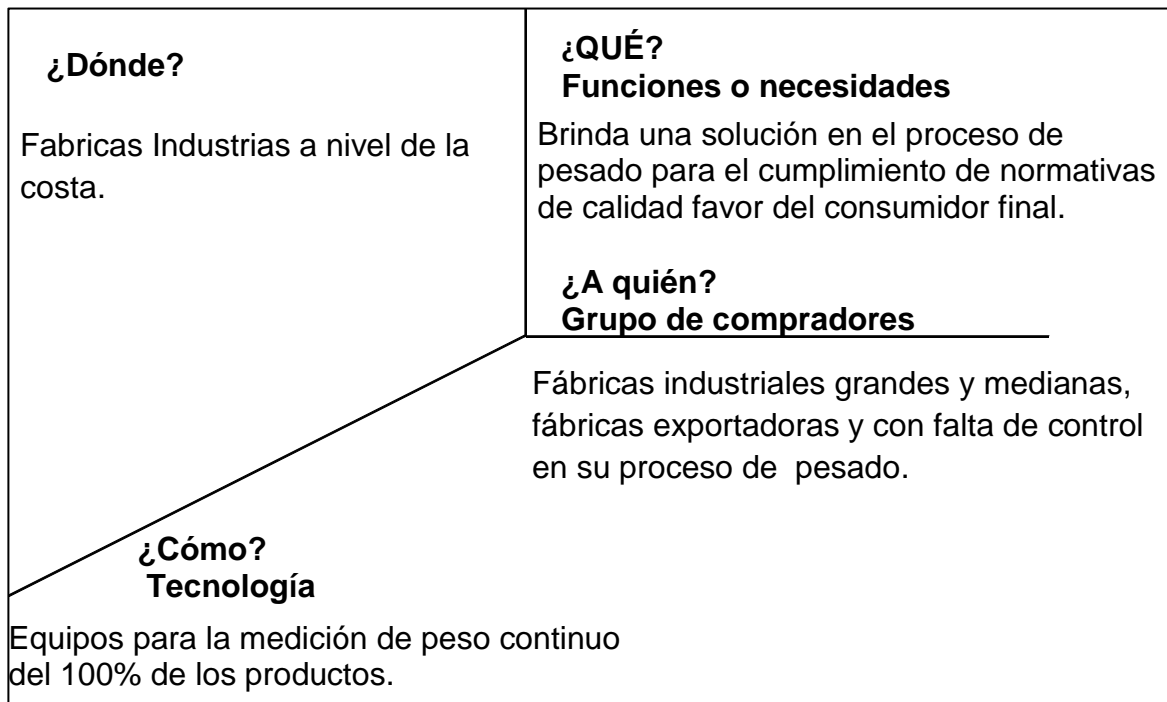 ¿Dónde?
Fabricas Industrias a nivel de la
costa.
¿QUÉ?
Funciones o necesidades
Brinda una solución en el proceso de
pesado para el cumplimiento de normativas
de calidad favor del consumidor final.
¿A quién?
Grupo de compradores
Fábricas industriales grandes y medianas,
fábricas exportadoras y con falta de control
en su proceso de pesado.
¿Cómo?
Tecnología
Equipos para la medición de peso continuo
del 100% de los productos.